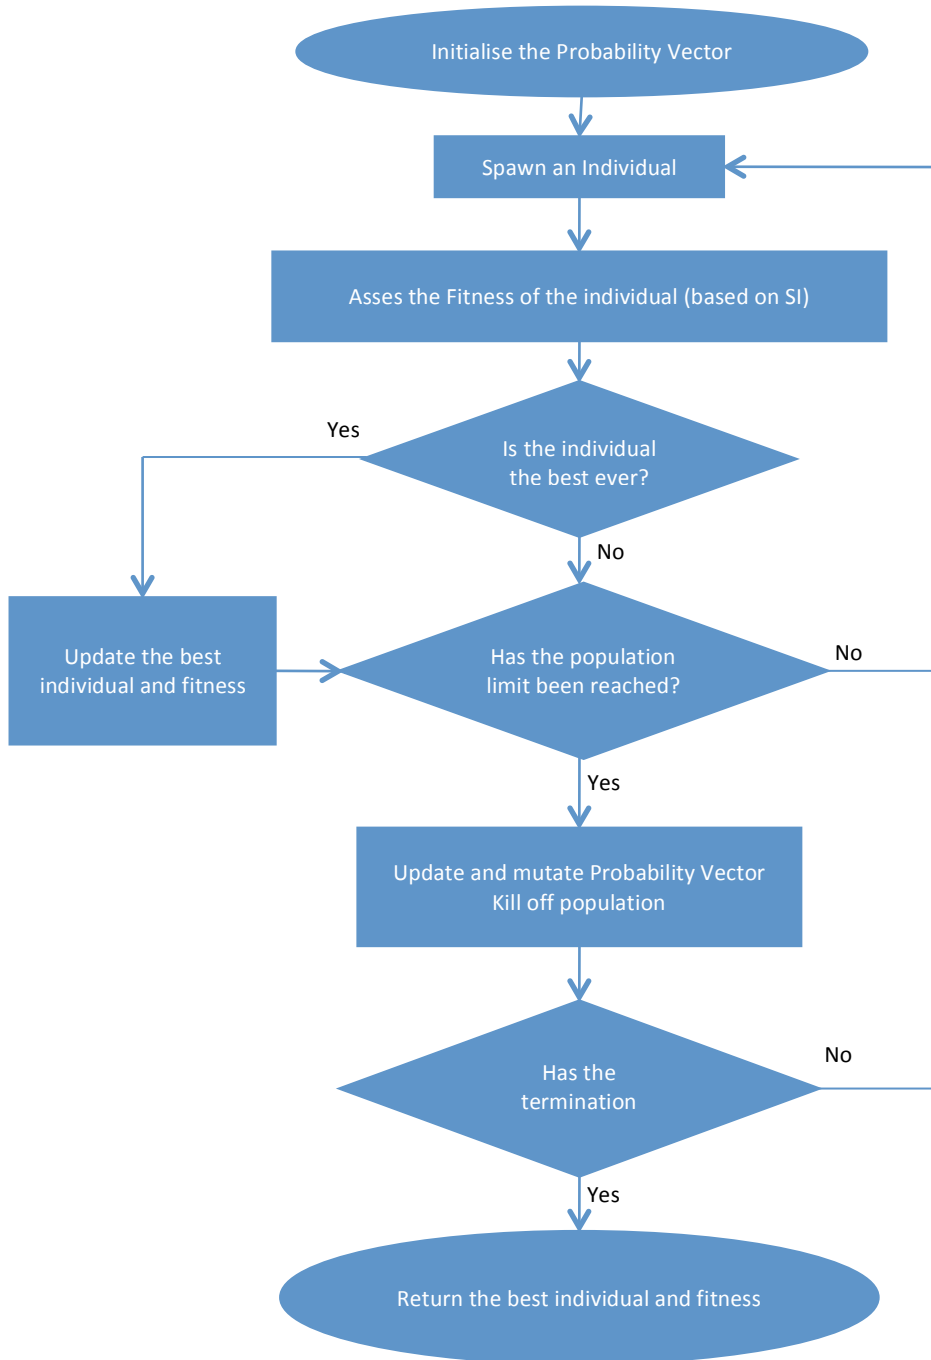 Initialise the Probability Vector
Spawn an Individual
Asses the Fitness of the individual (based on SI)
Yes
Is the individual
the best ever?
No
Update the best
individual and fitness
Has the population
limit been reached?
No
Yes
Update and mutate Probability Vector
Kill off population
Has the
termination
No
Yes
Return the best individual and fitness